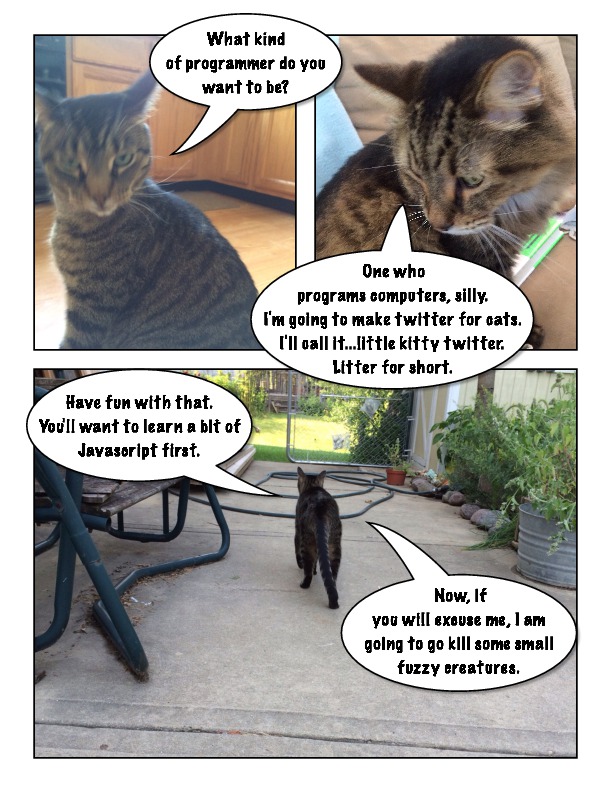 What kind
of programmer do you
want to be?
One who
programs computers, silly.
I'm going to make twitter for cats.
I'll call it...little kitty twitter.
Litter for short.
Have fun with that.
You'll want to learn a bit of
Javascript first.
Now, if
you will excuse me, I am
going to go kill some small
fuzzy creatures.